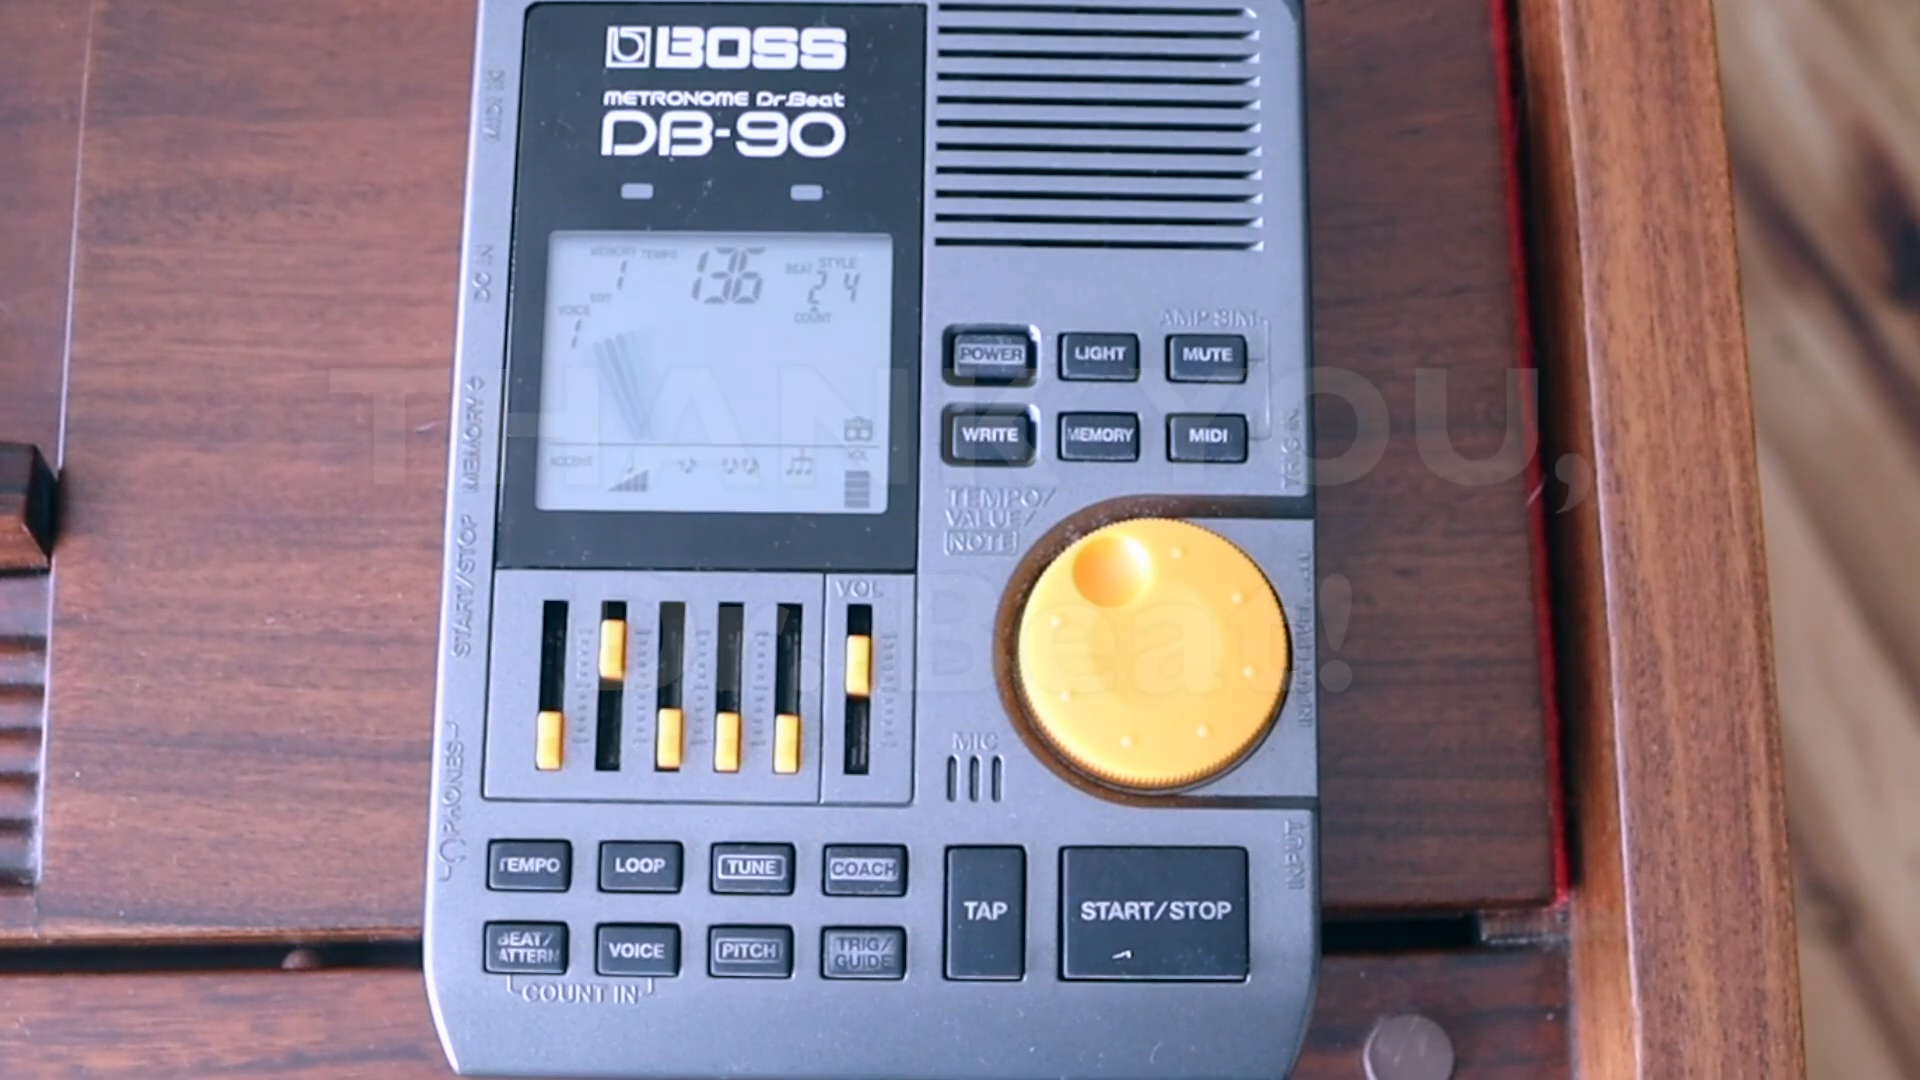 BOSS
METRONOME Dr.Beat
DB-90
MIDI IN
DC IN
MEMORY
START/STOP
PHONES
MEMORY TEMPO 136 STYLE
1 BEAT 2 4
EDIT
VOICE COUNT
1
ACCENT VOL
AMP SIM
POWER LIGHT MUTE
WRITE MEMORY MIDI
TRIG IN
THANK YOU,
Dr. Beat!
TEMPO/
VALUE/
NOTE
VOL
MIC
INPUT
TEMPO LOOP TUNE COACH
TAP START/STOP
BEAT/
PATTERN VOICE PITCH TRIG/
GUIDE
COUNT IN